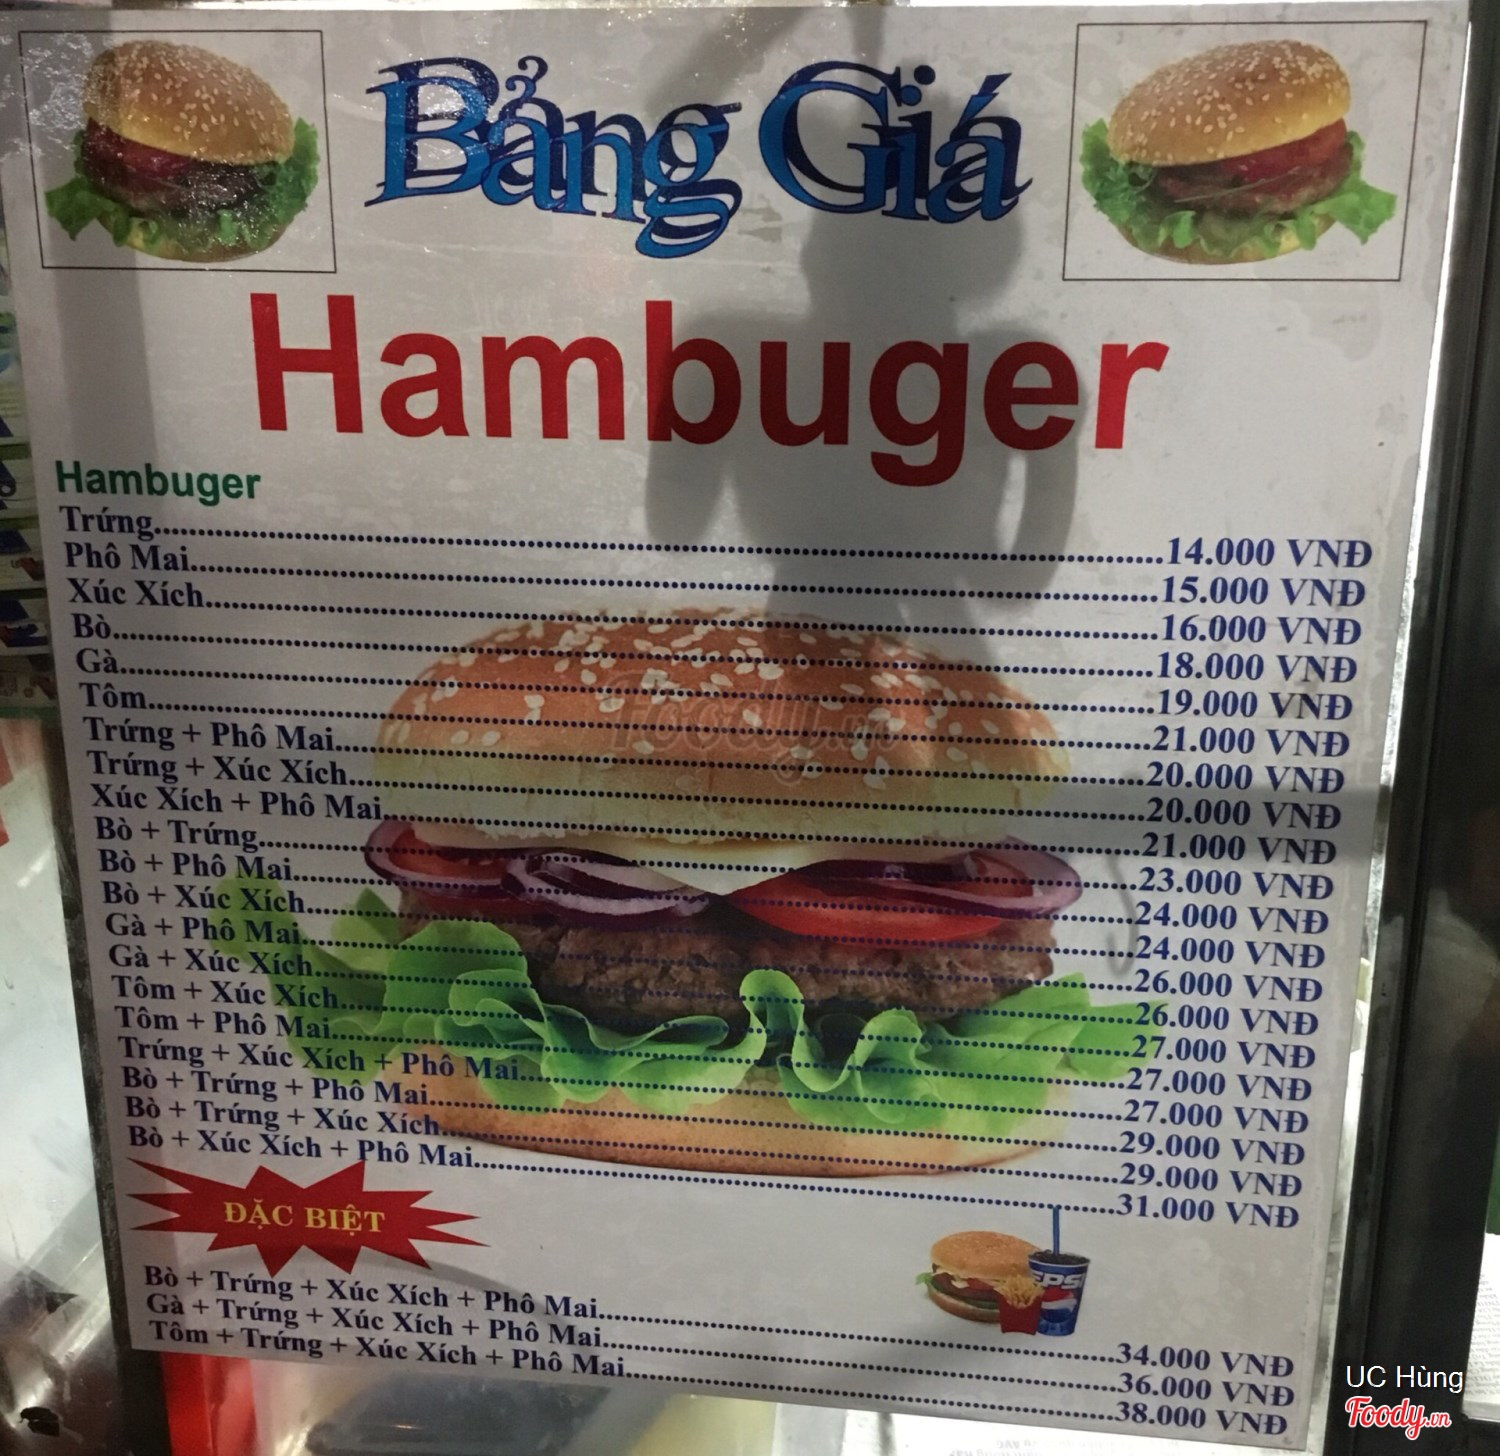 Bảng Giá
Hambuger
Hambuger
Trứng..........14.000 VNĐ
Phô Mai..........15.000 VNĐ
Xúc Xích..........16.000 VNĐ
Bò..........18.000 VNĐ
Gà..........19.000 VNĐ
Tôm..........21.000 VNĐ
Trứng + Phô Mai..........20.000 VNĐ
Trứng + Xúc Xích..........20.000 VNĐ
Xúc Xích + Phô Mai..........21.000 VNĐ
Bò + Trứng..........23.000 VNĐ
Bò + Phô Mai..........24.000 VNĐ
Bò + Xúc Xích..........24.000 VNĐ
Gà + Phô Mai..........26.000 VNĐ
Gà + Xúc Xích..........26.000 VNĐ
Tôm + Xúc Xích..........27.000 VNĐ
Tôm + Phô Mai..........27.000 VNĐ
Trứng + Xúc Xích + Phô Mai..........27.000 VNĐ
Bò + Trứng + Phô Mai..........29.000 VNĐ
Bò + Trứng + Xúc Xích..........29.000 VNĐ
Bò + Xúc Xích + Phô Mai..........31.000 VNĐ
ĐẶC BIỆT
Bò + Trứng + Xúc Xích + Phô Mai..........34.000 VNĐ
Gà + Trứng + Xúc Xích + Phô Mai..........36.000 VNĐ
Tôm + Trứng + Xúc Xích + Phô Mai..........38.000 VNĐ
Foody.vn
UC Hùng
Foody.vn